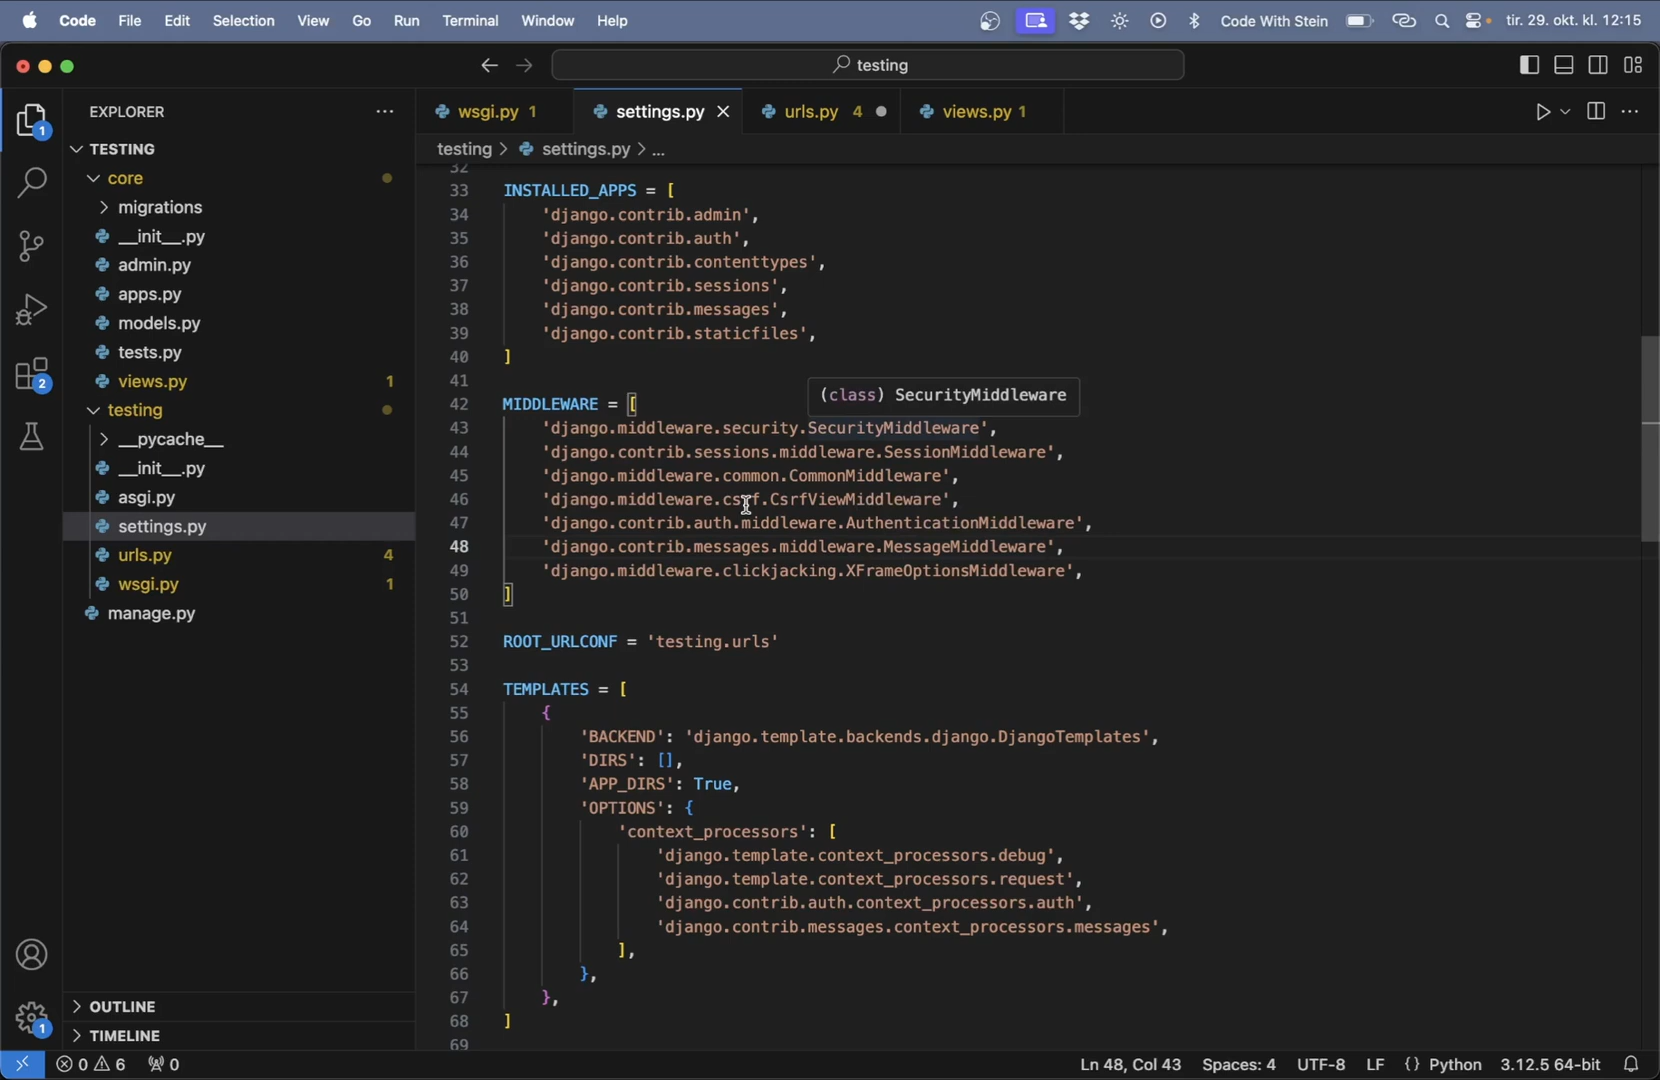 Code File Edit Selection View Go Run Terminal Window Help Code With Stein tir. 29. okt. kl. 12:15
testing
EXPLORER
wsgi.py 1 settings.py urls.py 4 views.py 1
testing > settings.py > ...
TESTING
core
migrations
__init__.py
admin.py
apps.py
models.py
tests.py
views.py 1
testing
__pycache__
__init__.py
asgi.py
settings.py
urls.py 4
wsgi.py 1
manage.py
OUTLINE
TIMELINE
1
2
1
32
33 INSTALLED_APPS = [
34 'django.contrib.admin',
35 'django.contrib.auth',
36 'django.contrib.contenttypes',
37 'django.contrib.sessions',
38 'django.contrib.messages',
39 'django.contrib.staticfiles',
40 ]
41
(class) SecurityMiddleware
42 MIDDLEWARE = [
43 'django.middleware.security.SecurityMiddleware',
44 'django.contrib.sessions.middleware.SessionMiddleware',
45 'django.middleware.common.CommonMiddleware',
46 'django.middleware.csrf.CsrfViewMiddleware',
47 'django.contrib.auth.middleware.AuthenticationMiddleware',
48 'django.contrib.messages.middleware.MessageMiddleware',
49 'django.middleware.clickjacking.XFrameOptionsMiddleware',
50 ]
51
52 ROOT_URLCONF = 'testing.urls'
53
54 TEMPLATES = [
55 {
56 'BACKEND': 'django.template.backends.django.DjangoTemplates',
57 'DIRS': [],
58 'APP_DIRS': True,
59 'OPTIONS': {
60 'context_processors': [
61 'django.template.context_processors.debug',
62 'django.template.context_processors.request',
63 'django.contrib.auth.context_processors.auth',
64 'django.contrib.messages.context_processors.messages',
65 ],
66 },
67 },
68 ]
69
0 6 0 Ln 48, Col 43 Spaces: 4 UTF-8 LF {} Python 3.12.5 64-bit